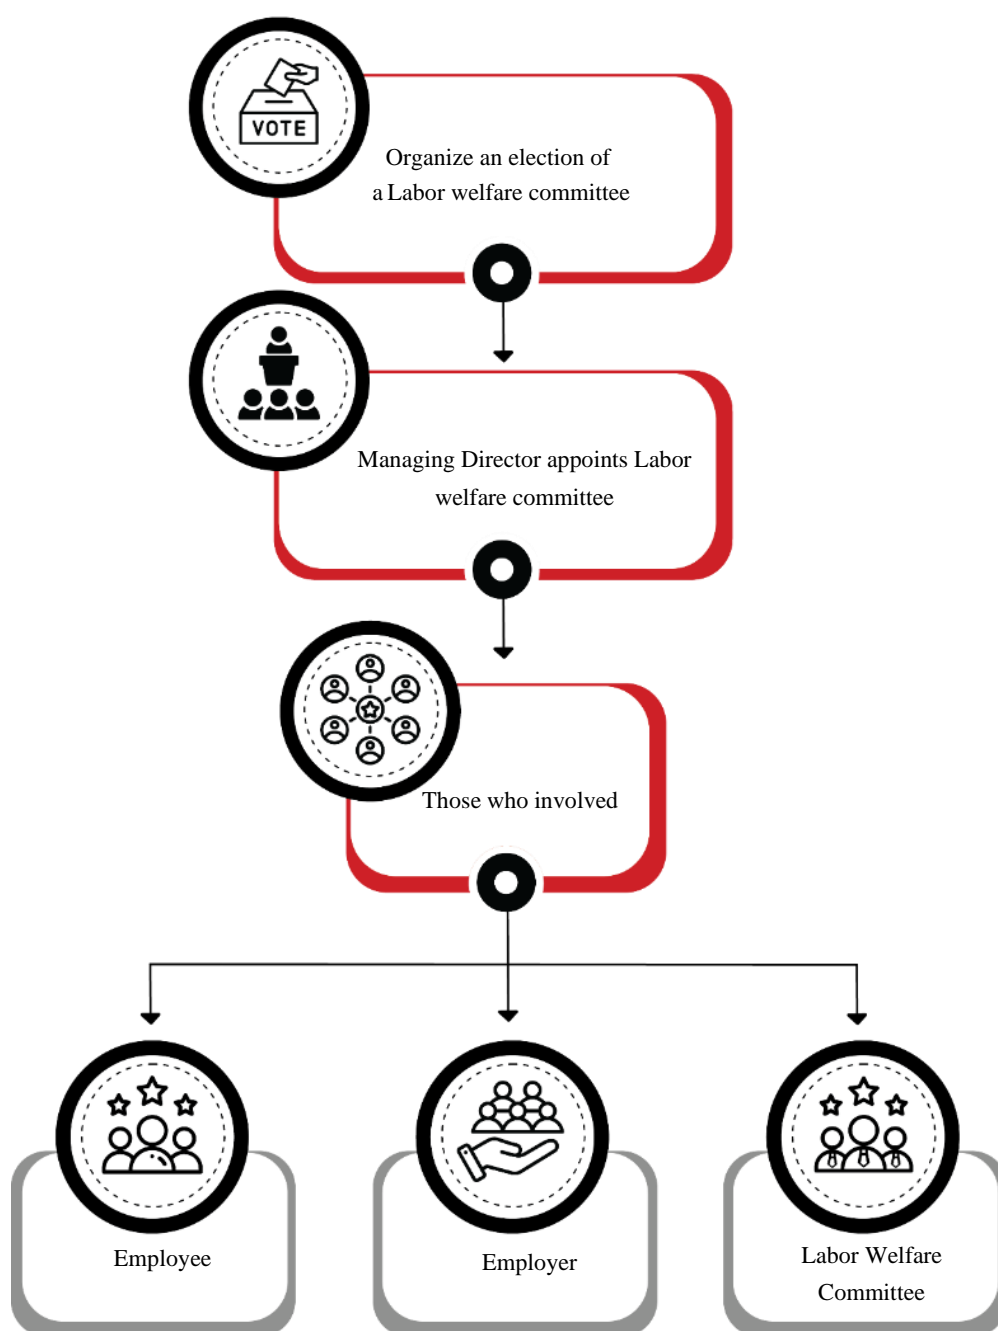 VOTE
Organize an election of
a Labor welfare committee
Managing Director appoints Labor
welfare committee
Those who involved
Employee
Employer
Labor Welfare
Committee